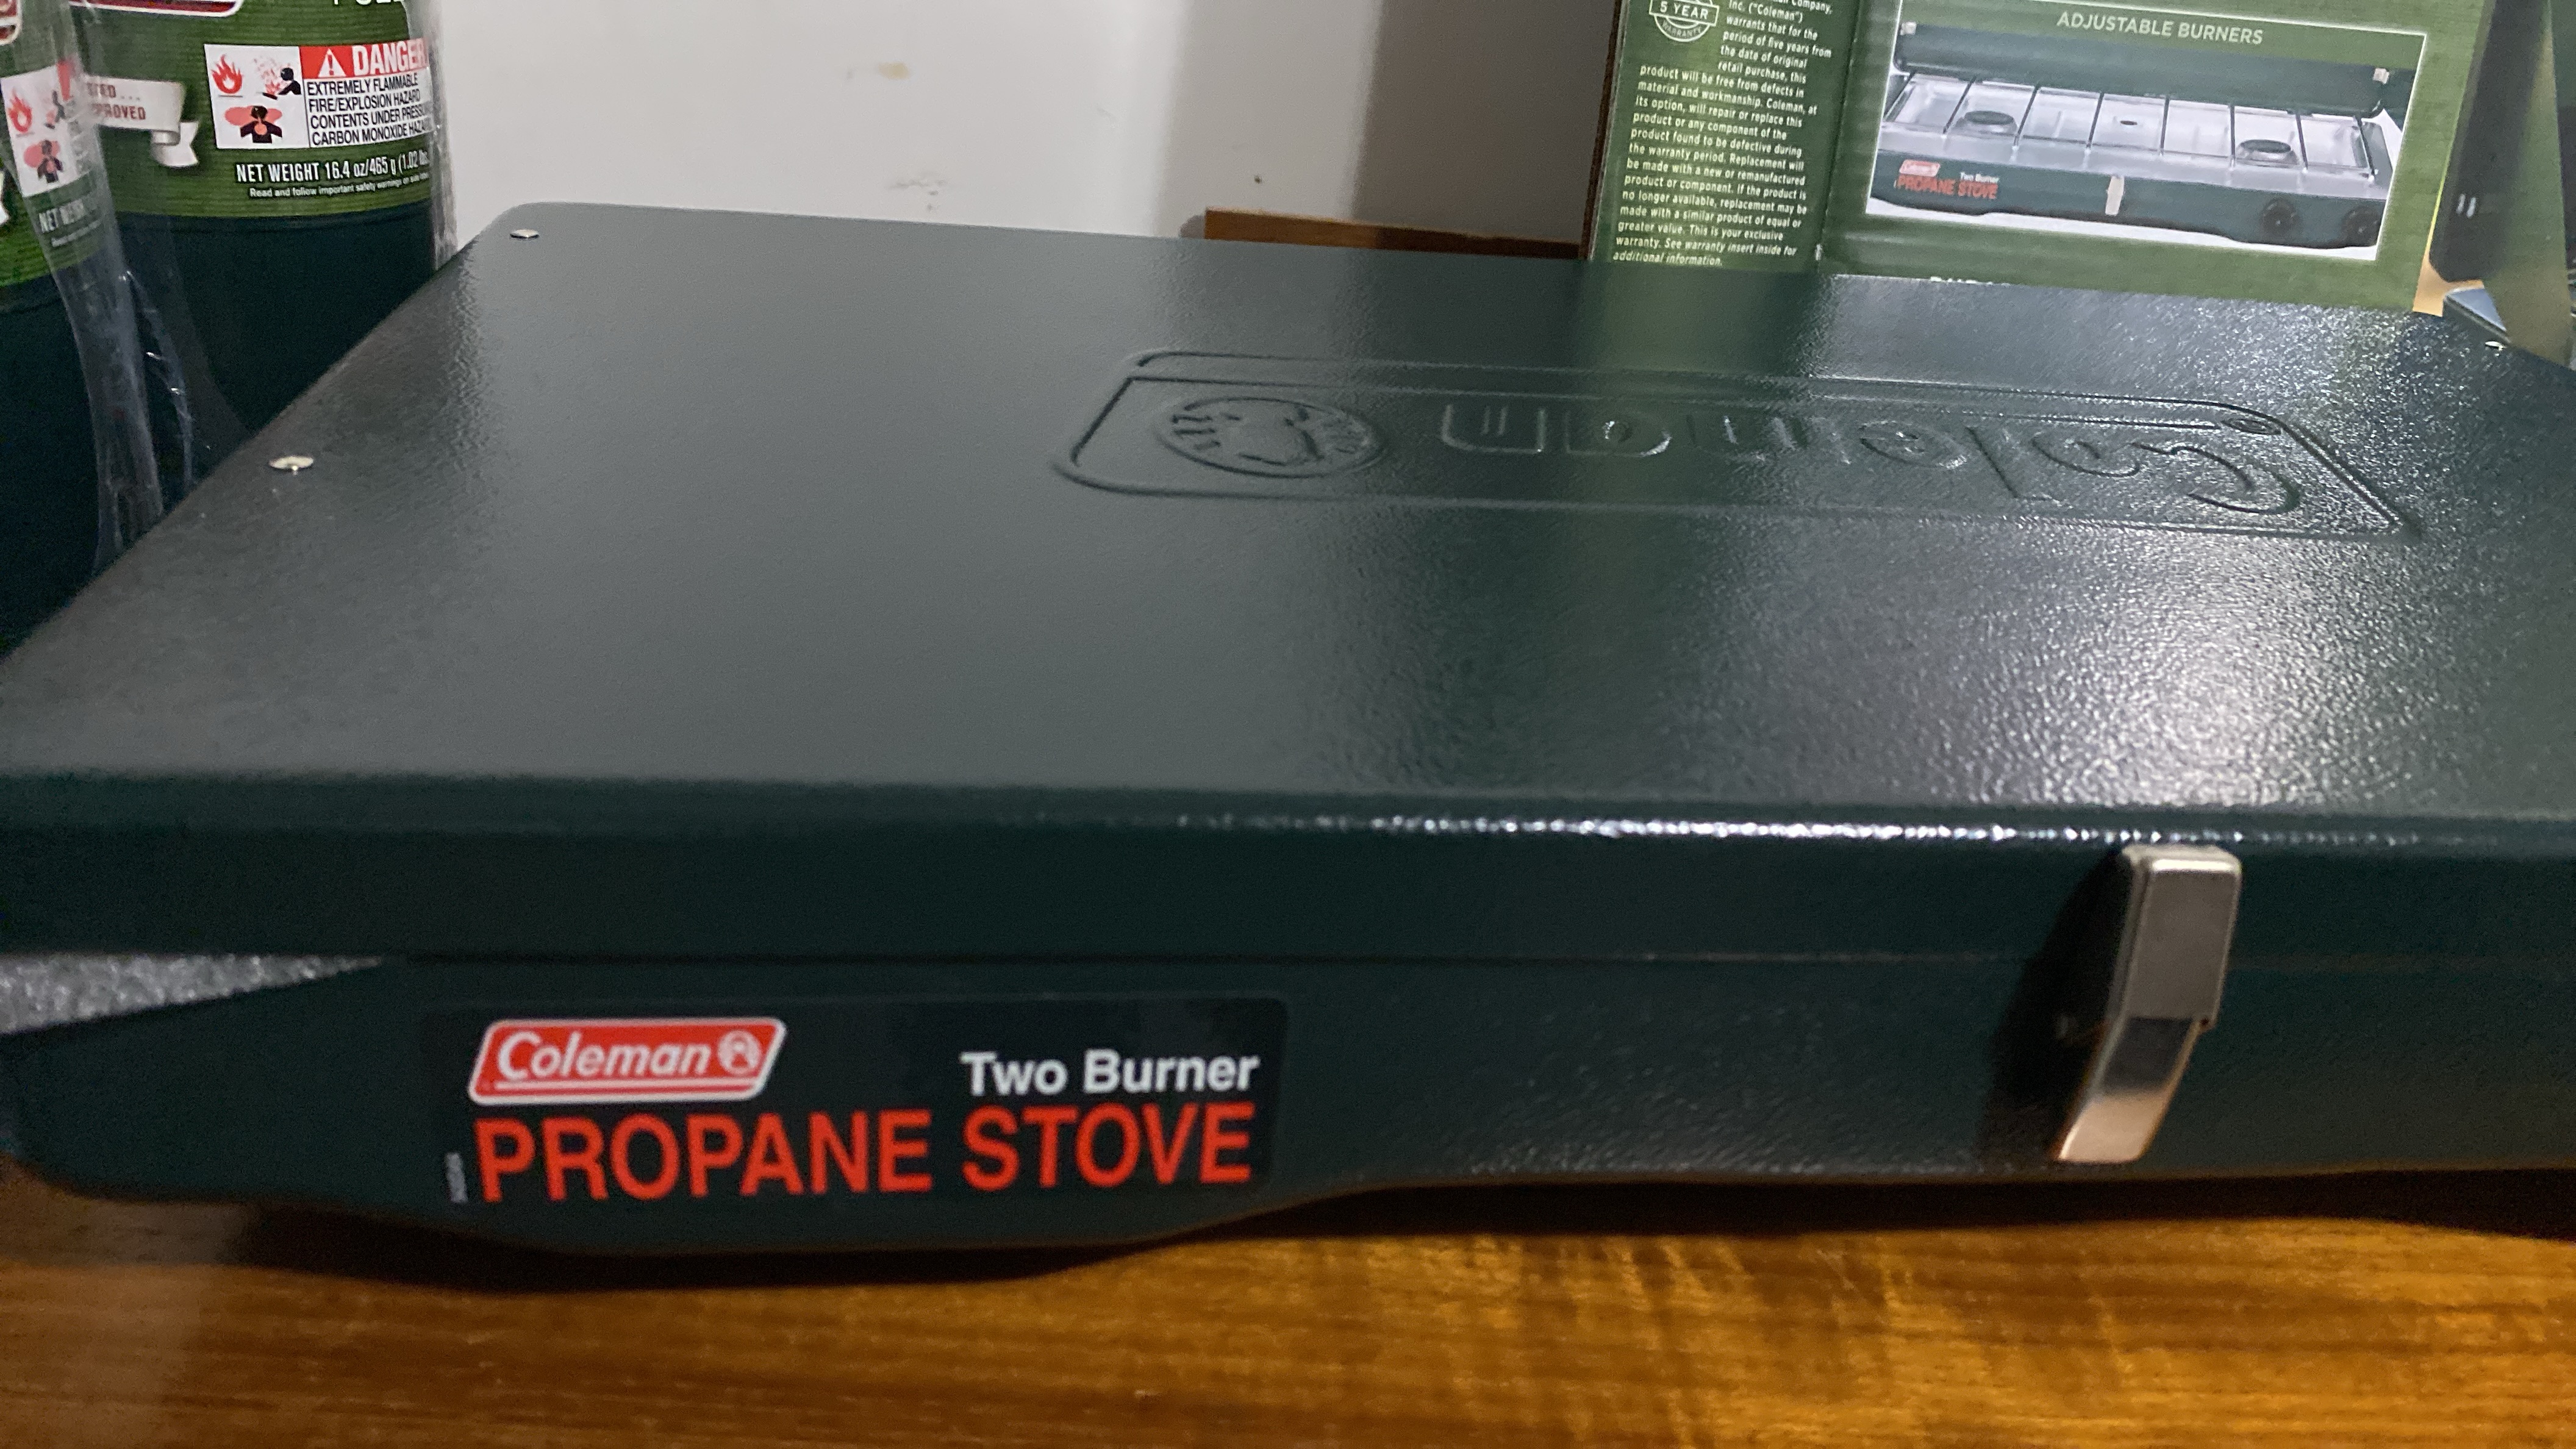 DANGER
EXTREMELY FLAMMABLE
FIRE/EXPLOSION HAZARD
CONTENTS UNDER
CARBON MONOXIDE
NET WEIGHT 16.4 oz/465 g
Read and follow important safety warnings on
5 YEAR
WARRANTY
Company,
Inc. ("Coleman")
warrants that for the
period of five years from
the date of original
retail purchase, this
product will be free from defects in
material and workmanship. Coleman, at
its option, will repair or replace this
product or any component of the
product found to be defective during
the warranty period. Replacement will
be made with a new or remanufactured
product or component. If the product is
no longer available, replacement may be
made with a similar product of equal or
greater value. This is your exclusive
warranty. See warranty insert inside for
additional information.
ADJUSTABLE BURNERS
Coleman
Two Burner
PROPANE STOVE
Coleman
Coleman
Two Burner
PROPANE STOVE